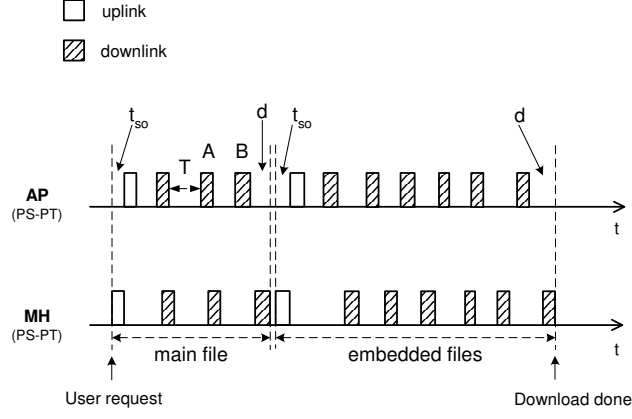 uplink
downlink
t_so d t_so d
T A B
AP
(PS-PT)
t
MH
(PS-PT)
t
main file embedded files
User request Download done